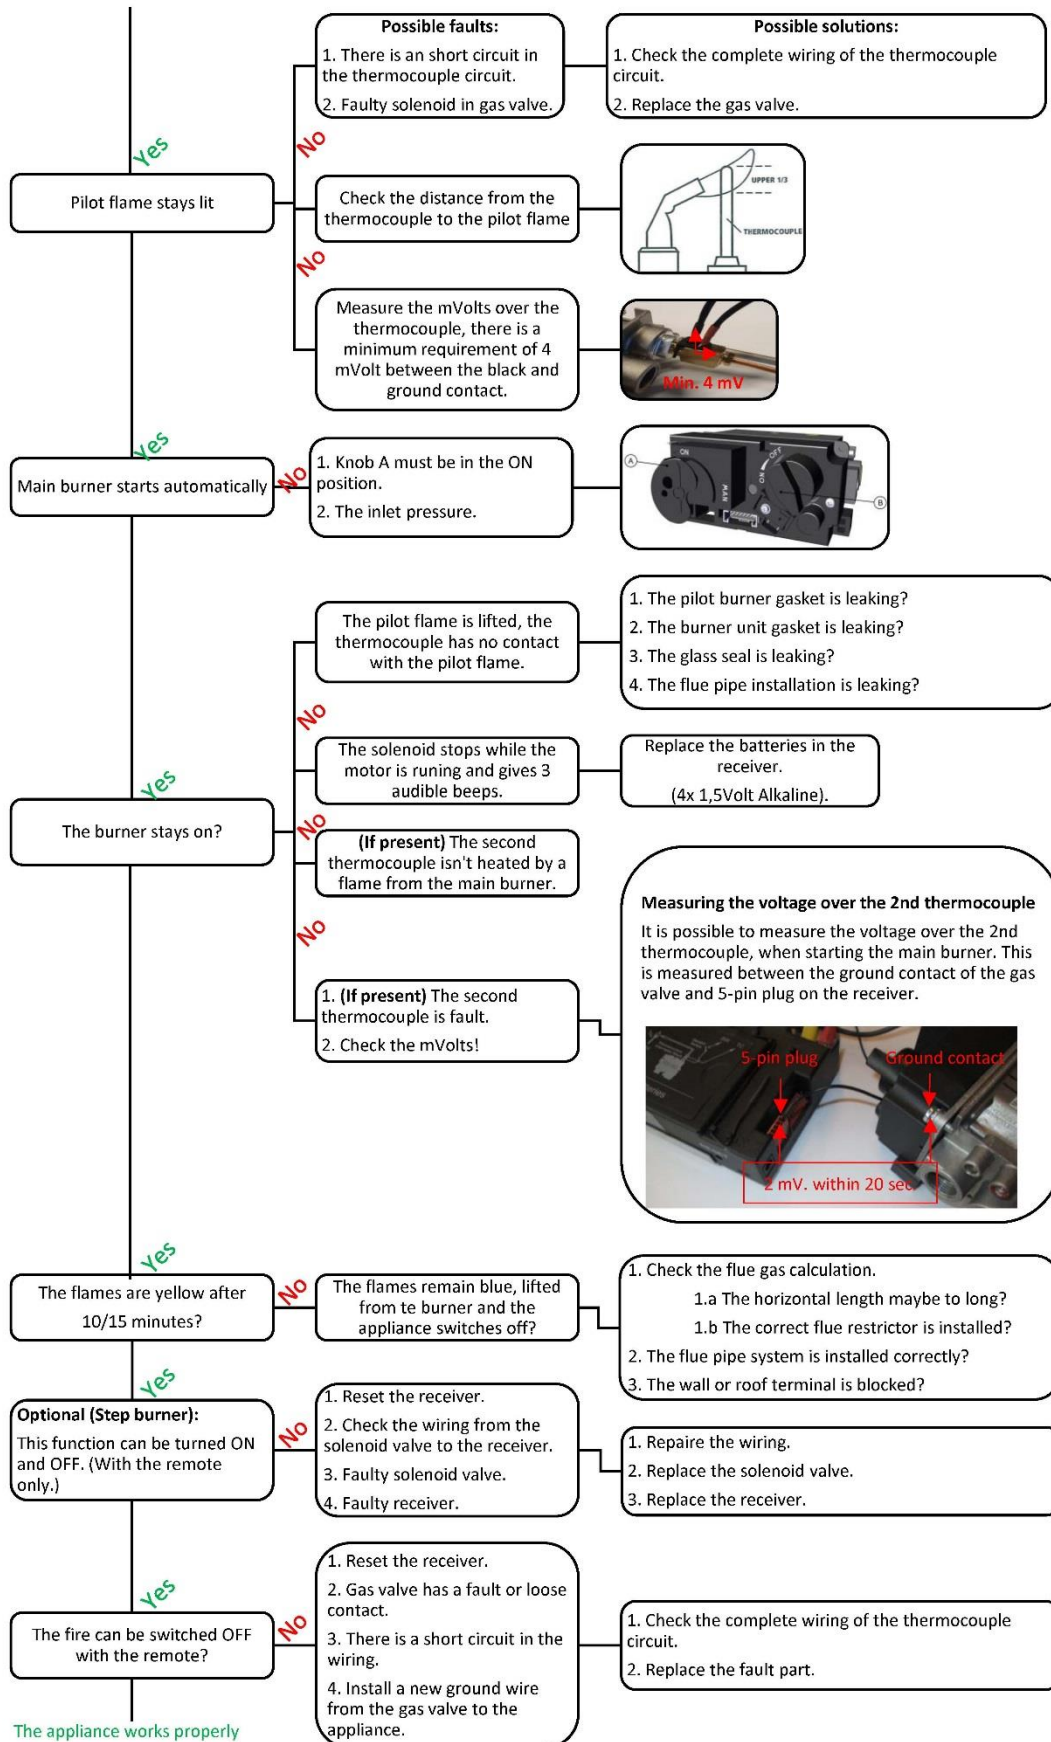 Possible faults:
1. There is an short circuit in
the thermocouple circuit.
2. Faulty solenoid in gas valve.
Possible solutions:
1. Check the complete wiring of the thermocouple
circuit.
2. Replace the gas valve.
Yes
No
Pilot flame stays lit
Check the distance from the
thermocouple to the pilot flame
UPPER 1/3
THERMOCOUPLE
No
Measure the mVolts over the
thermocouple, there is a
minimum requirement of 4
mVolt between the black and
ground contact.
Min. 4 mV
Yes
Main burner starts automatically
No
1. Knob A must be in the ON
position.
2. The inlet pressure.
A
ON
MAN
ON
OFF
B
The pilot flame is lifted, the
thermocouple has no contact
with the pilot flame.
1. The pilot burner gasket is leaking?
2. The burner unit gasket is leaking?
3. The glass seal is leaking?
4. The flue pipe installation is leaking?
No
The solenoid stops while the
motor is runing and gives 3
audible beeps.
Replace the batteries in the
receiver.
(4x 1,5Volt Alkaline).
Yes
The burner stays on?
No
(If present) The second
thermocouple isn't heated by a
flame from the main burner.
No
1. (If present) The second
thermocouple is fault.
2. Check the mVolts!
Measuring the voltage over the 2nd thermocouple
It is possible to measure the voltage over the 2nd
thermocouple, when starting the main burner. This
is measured between the ground contact of the gas
valve and 5-pin plug on the receiver.
5-pin plug
Ground contact
2 mV. within 20 sec
Yes
The flames are yellow after
10/15 minutes?
No
The flames remain blue, lifted
from te burner and the
appliance switches off?
1. Check the flue gas calculation.
1.a The horizontal length maybe to long?
1.b The correct flue restrictor is installed?
2. The flue pipe system is installed correctly?
3. The wall or roof terminal is blocked?
Yes
Optional (Step burner):
This function can be turned ON
and OFF. (With the remote
only.)
No
1. Reset the receiver.
2. Check the wiring from the
solenoid valve to the receiver.
3. Faulty solenoid valve.
4. Faulty receiver.
1. Repaire the wiring.
2. Replace the solenoid valve.
3. Replace the receiver.
Yes
The fire can be switched OFF
with the remote?
No
1. Reset the receiver.
2. Gas valve has a fault or loose
contact.
3. There is a short circuit in the
wiring.
4. Install a new ground wire
from the gas valve to the
appliance.
1. Check the complete wiring of the thermocouple
circuit.
2. Replace the fault part.
The appliance works properly